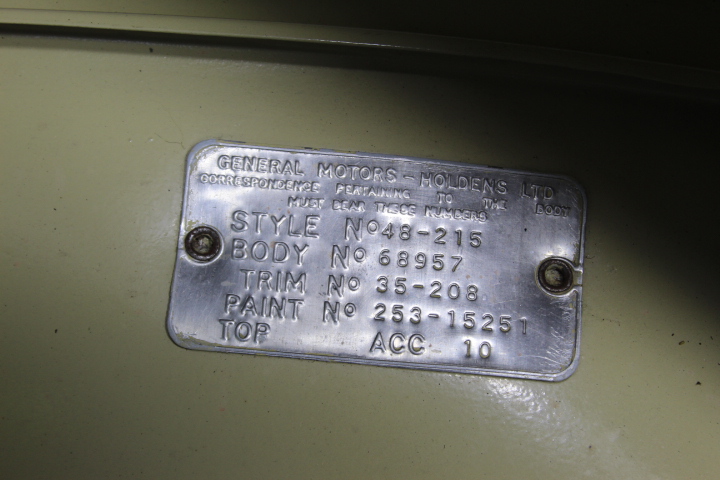 GENERAL MOTORS - HOLDENS LTD
CORRESPONDENCE PERTAINING TO THE BODY
MUST BEAR THESE NUMBERS
STYLE No 48-215
BODY No 68957
TRIM No 35-208
PAINT No 253-15251
TOP ACC 10